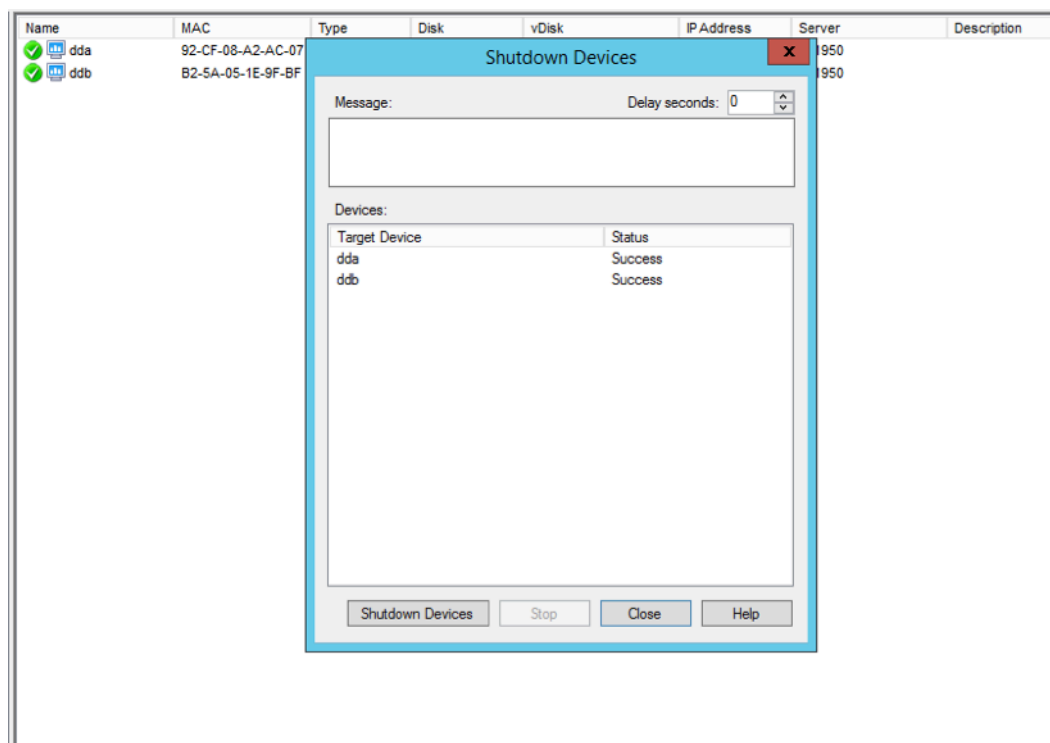 Name MAC Type Disk vDisk IP Address Server Description
dda 92-CF-08-A2-AC-07 1950
ddb B2-5A-05-1E-9F-BF 1950
Shutdown Devices x
Message: Delay seconds: 0
Devices:
Target Device Status
dda Success
ddb Success
Shutdown Devices Stop Close Help